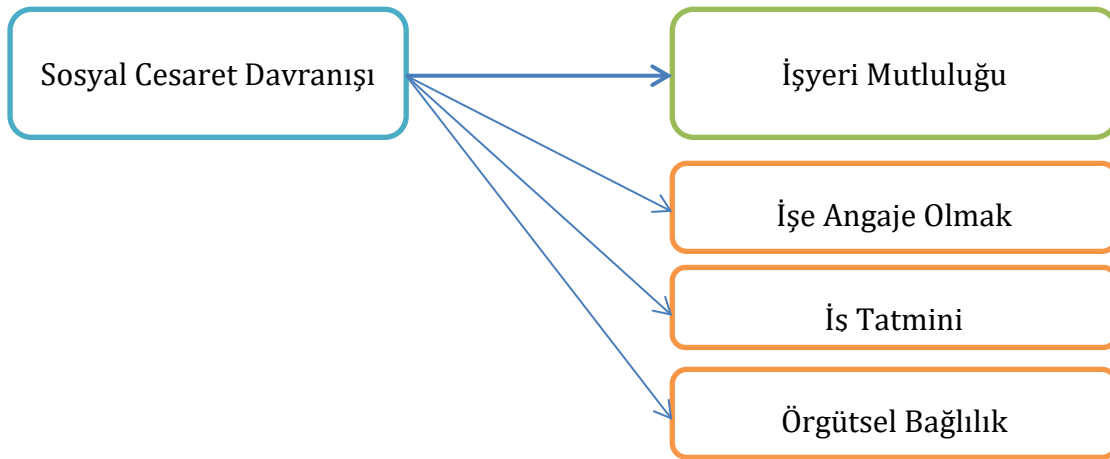 Sosyal Cesaret Davranışı
İşyeri Mutluluğu
İşe Angaje Olmak
İs Tatmini
Örgütsel Bağlılık